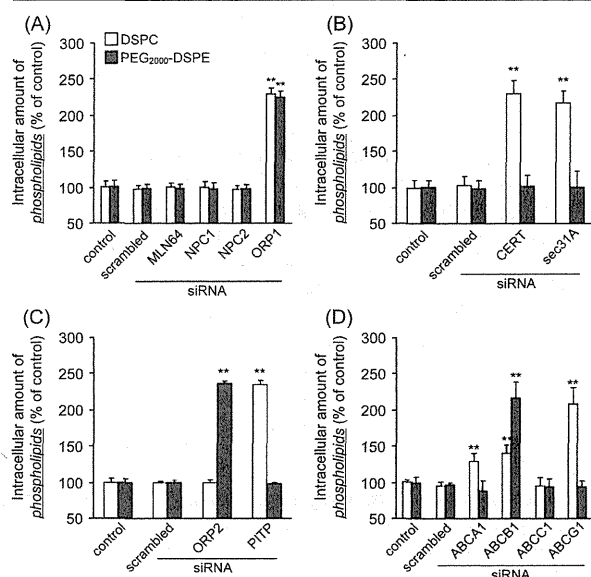 (A)
Intracellular amount of
phospholipids (% of control)
300
250
200
150
100
50
DSPC
PEG2000-DSPE
** **
control
scrambled
MLN64
NPC1
NPC2
ORP1
siRNA
(B)
Intracellular amount of
phospholipids (% of control)
300
250
200
150
100
50
**
**
control
scrambled
CERT
sec31A
siRNA
(C)
Intracellular amount of
phospholipids (% of control)
300
250
200
150
100
50
**
**
control
scrambled
ORP2
PITP
siRNA
(D)
Intracellular amount of
phospholipids (% of control)
300
250
200
150
100
50
**
**
**
**
control
scrambled
ABCA1
ABCB1
ABCC1
ABCG1
siRNA